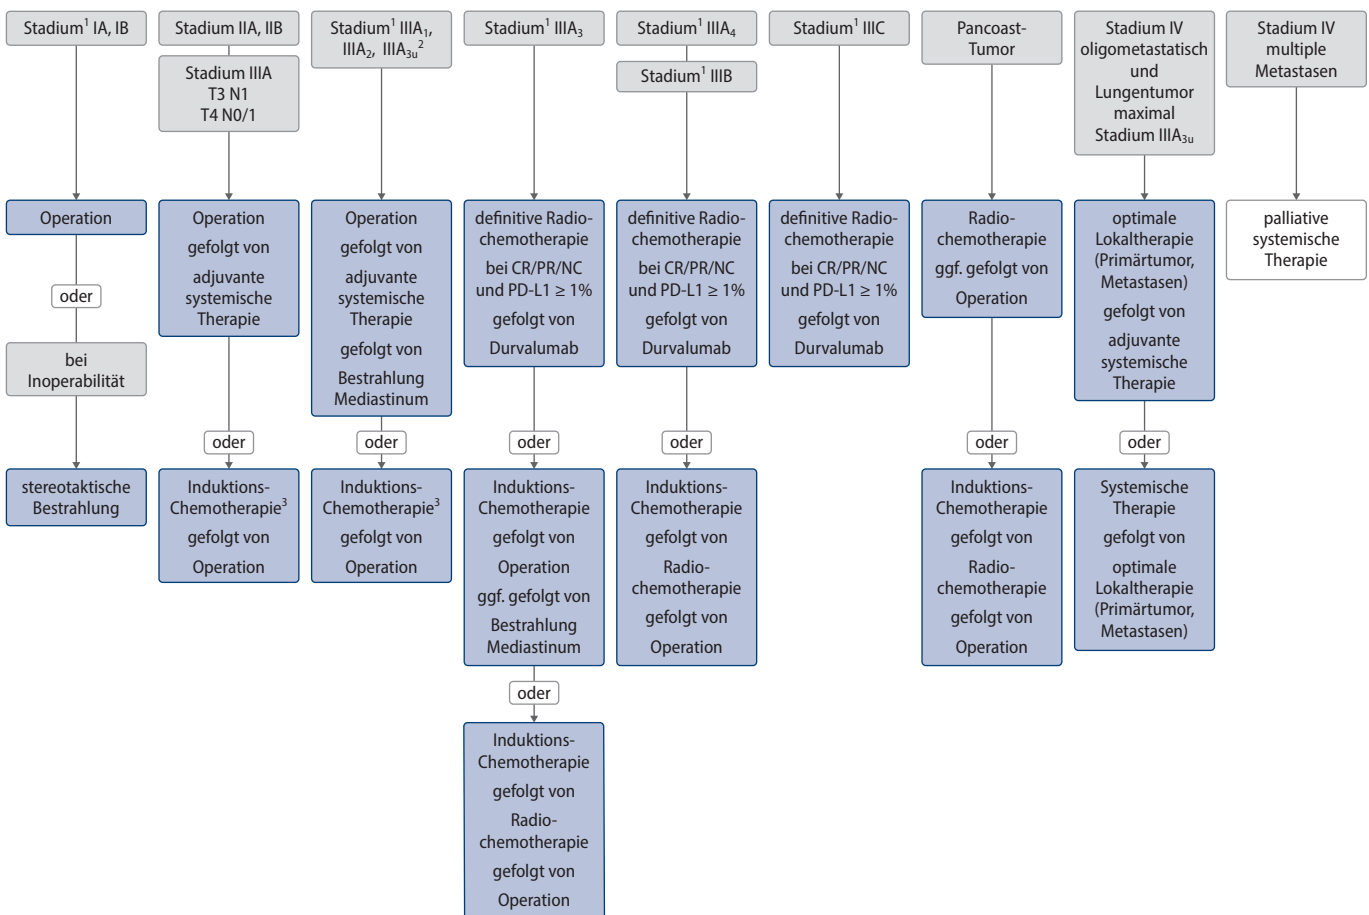 Stadium¹ IA, IB
Operation
oder
bei
Inoperabilität
stereotaktische
Bestrahlung
Stadium IIA, IIB
Stadium IIIA
T3 N1
T4 N0/1
Operation
gefolgt von
adjuvante
systemische
Therapie
oder
Induktions-
Chemotherapie³
gefolgt von
Operation
Stadium¹ IIIA₁,
IIIA₂, IIIA₃ᵤ²
Operation
gefolgt von
adjuvante
systemische
Therapie
gefolgt von
Bestrahlung
Mediastinum
oder
Induktions-
Chemotherapie³
gefolgt von
Operation
Stadium¹ IIIA₃
definitive Radio-
chemotherapie
bei CR/PR/NC
und PD-L1 ≥ 1%
gefolgt von
Durvalumab
oder
Induktions-
Chemotherapie
gefolgt von
Operation
ggf. gefolgt von
Bestrahlung
Mediastinum
oder
Induktions-
Chemotherapie
gefolgt von
Radio-
chemotherapie
gefolgt von
Operation
Stadium¹ IIIA₄
Stadium¹ IIIB
definitive Radio-
chemotherapie
bei CR/PR/NC
und PD-L1 ≥ 1%
gefolgt von
Durvalumab
oder
Induktions-
Chemotherapie
gefolgt von
Radio-
chemotherapie
gefolgt von
Operation
Stadium¹ IIIC
definitive Radio-
chemotherapie
bei CR/PR/NC
und PD-L1 ≥ 1%
gefolgt von
Durvalumab
Pancoast-
Tumor
Radio-
chemotherapie
ggf. gefolgt von
Operation
oder
Induktions-
Chemotherapie
gefolgt von
Radio-
chemotherapie
gefolgt von
Operation
Stadium IV
oligometastatisch
und
Lungentumor
maximal
Stadium IIIA₃ᵤ
optimale
Lokaltherapie
(Primärtumor,
Metastasen)
gefolgt von
adjuvante
systemische
Therapie
oder
Systemische
Therapie
gefolgt von
optimale
Lokaltherapie
(Primärtumor,
Metastasen)
Stadium IV
multiple
Metastasen
palliative
systemische
Therapie